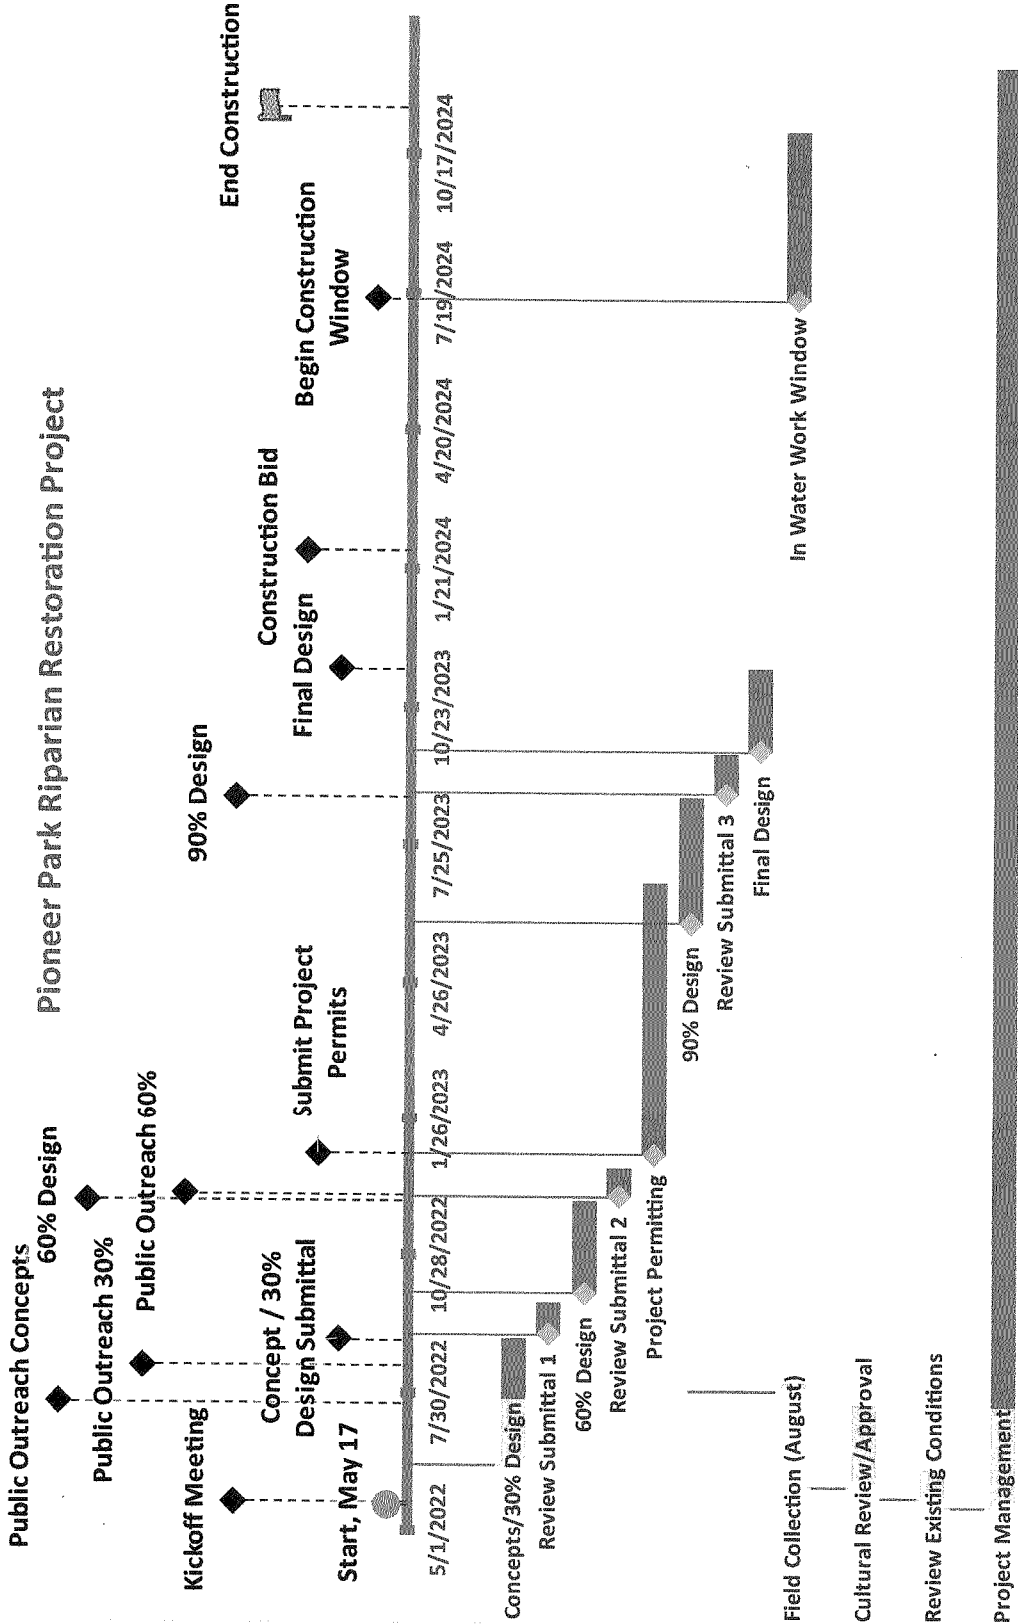 Pioneer Park Riparian Restoration Project
Public Outreach Concepts
60% Design
Public Outreach 30%
Public Outreach 60%
Kickoff Meeting
90% Design
End Construction
Concept / 30%
Design Submittal
Submit Project
Permits
Final Design
Construction Bid
Begin Construction
Window
Start, May 17
5/1/2022
7/30/2022
10/28/2022
1/26/2023
4/26/2023
7/25/2023
10/23/2023
1/21/2024
4/20/2024
7/19/2024
10/17/2024
Concepts/30% Design
Review Submittal 1
60% Design
Review Submittal 2
Project Permitting
90% Design
Review Submittal 3
Final Design
In Water Work Window
Field Collection (August)
Cultural Review/Approval
Review Existing Conditions
Project Management